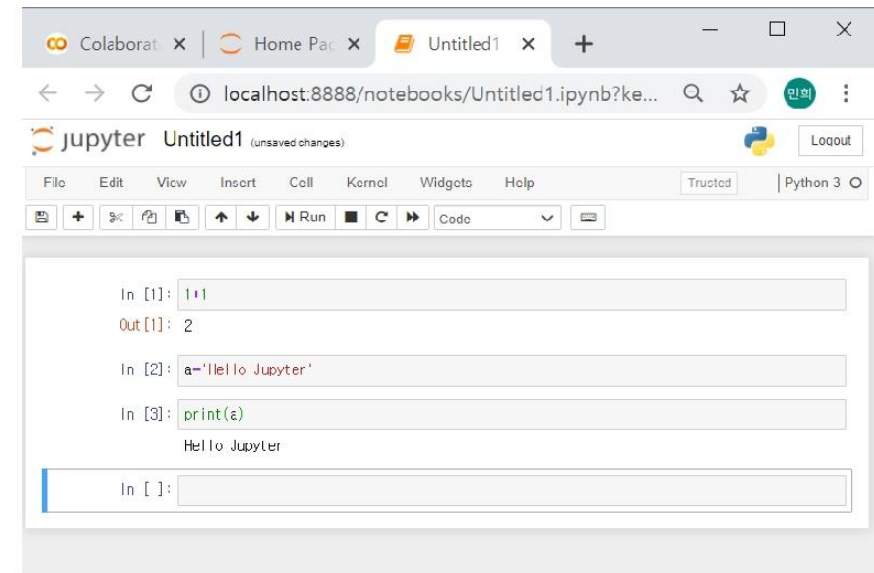 Colaborat
Home Pac
Untitled1
localhost:8888/notebooks/Untitled1.ipynb?ke...
민희
jupyter Untitled1 (unsaved changes)
Logout
File Edit View Insert Cell Kernel Widgets Help
Trusted
Python 3
Run
Code
In [1]: 1+1
Out[1]: 2
In [2]: a='Hello Jupyter'
In [3]: print(a)
Hello Jupyter
In [ ]: